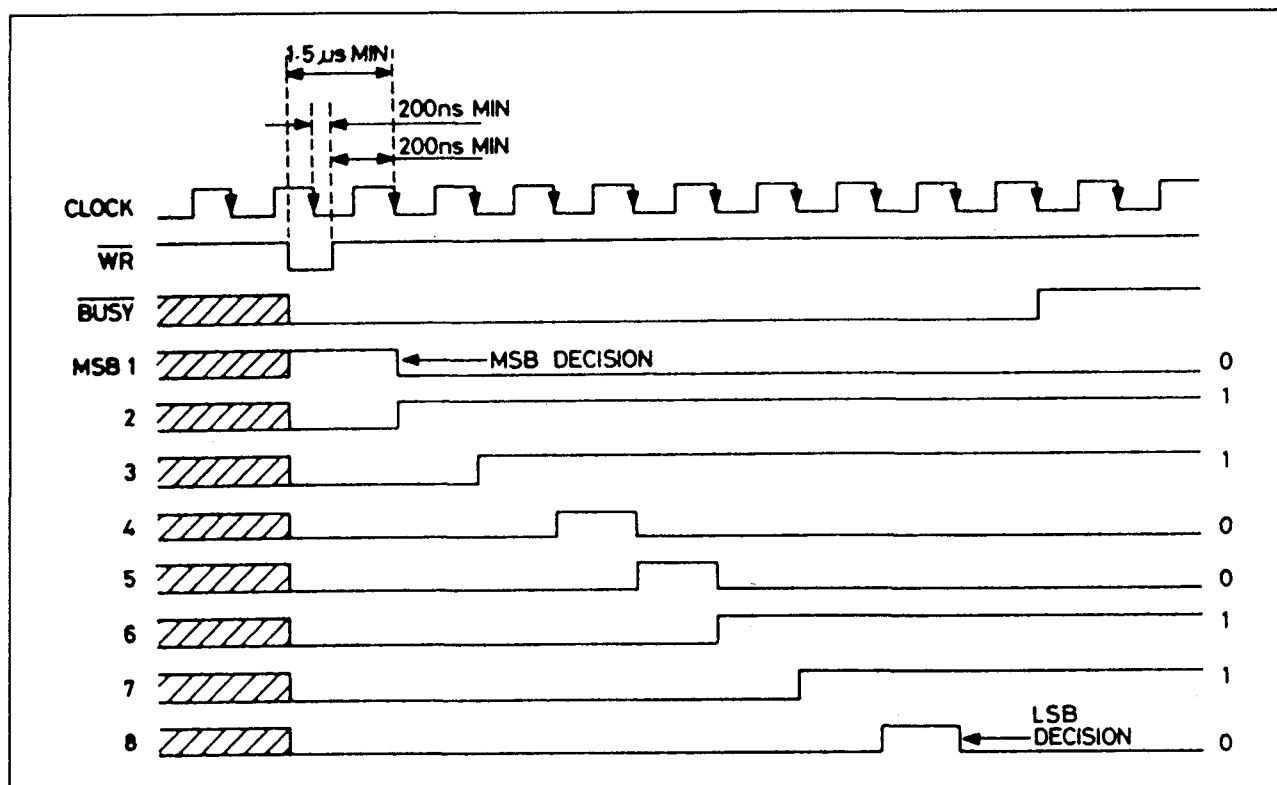 1.5 µs MIN
200ns MIN
200ns MIN
CLOCK
WR
BUSY
MSB 1
MSB DECISION
0
2
1
3
1
4
0
5
0
6
1
7
1
8
LSB
DECISION
0